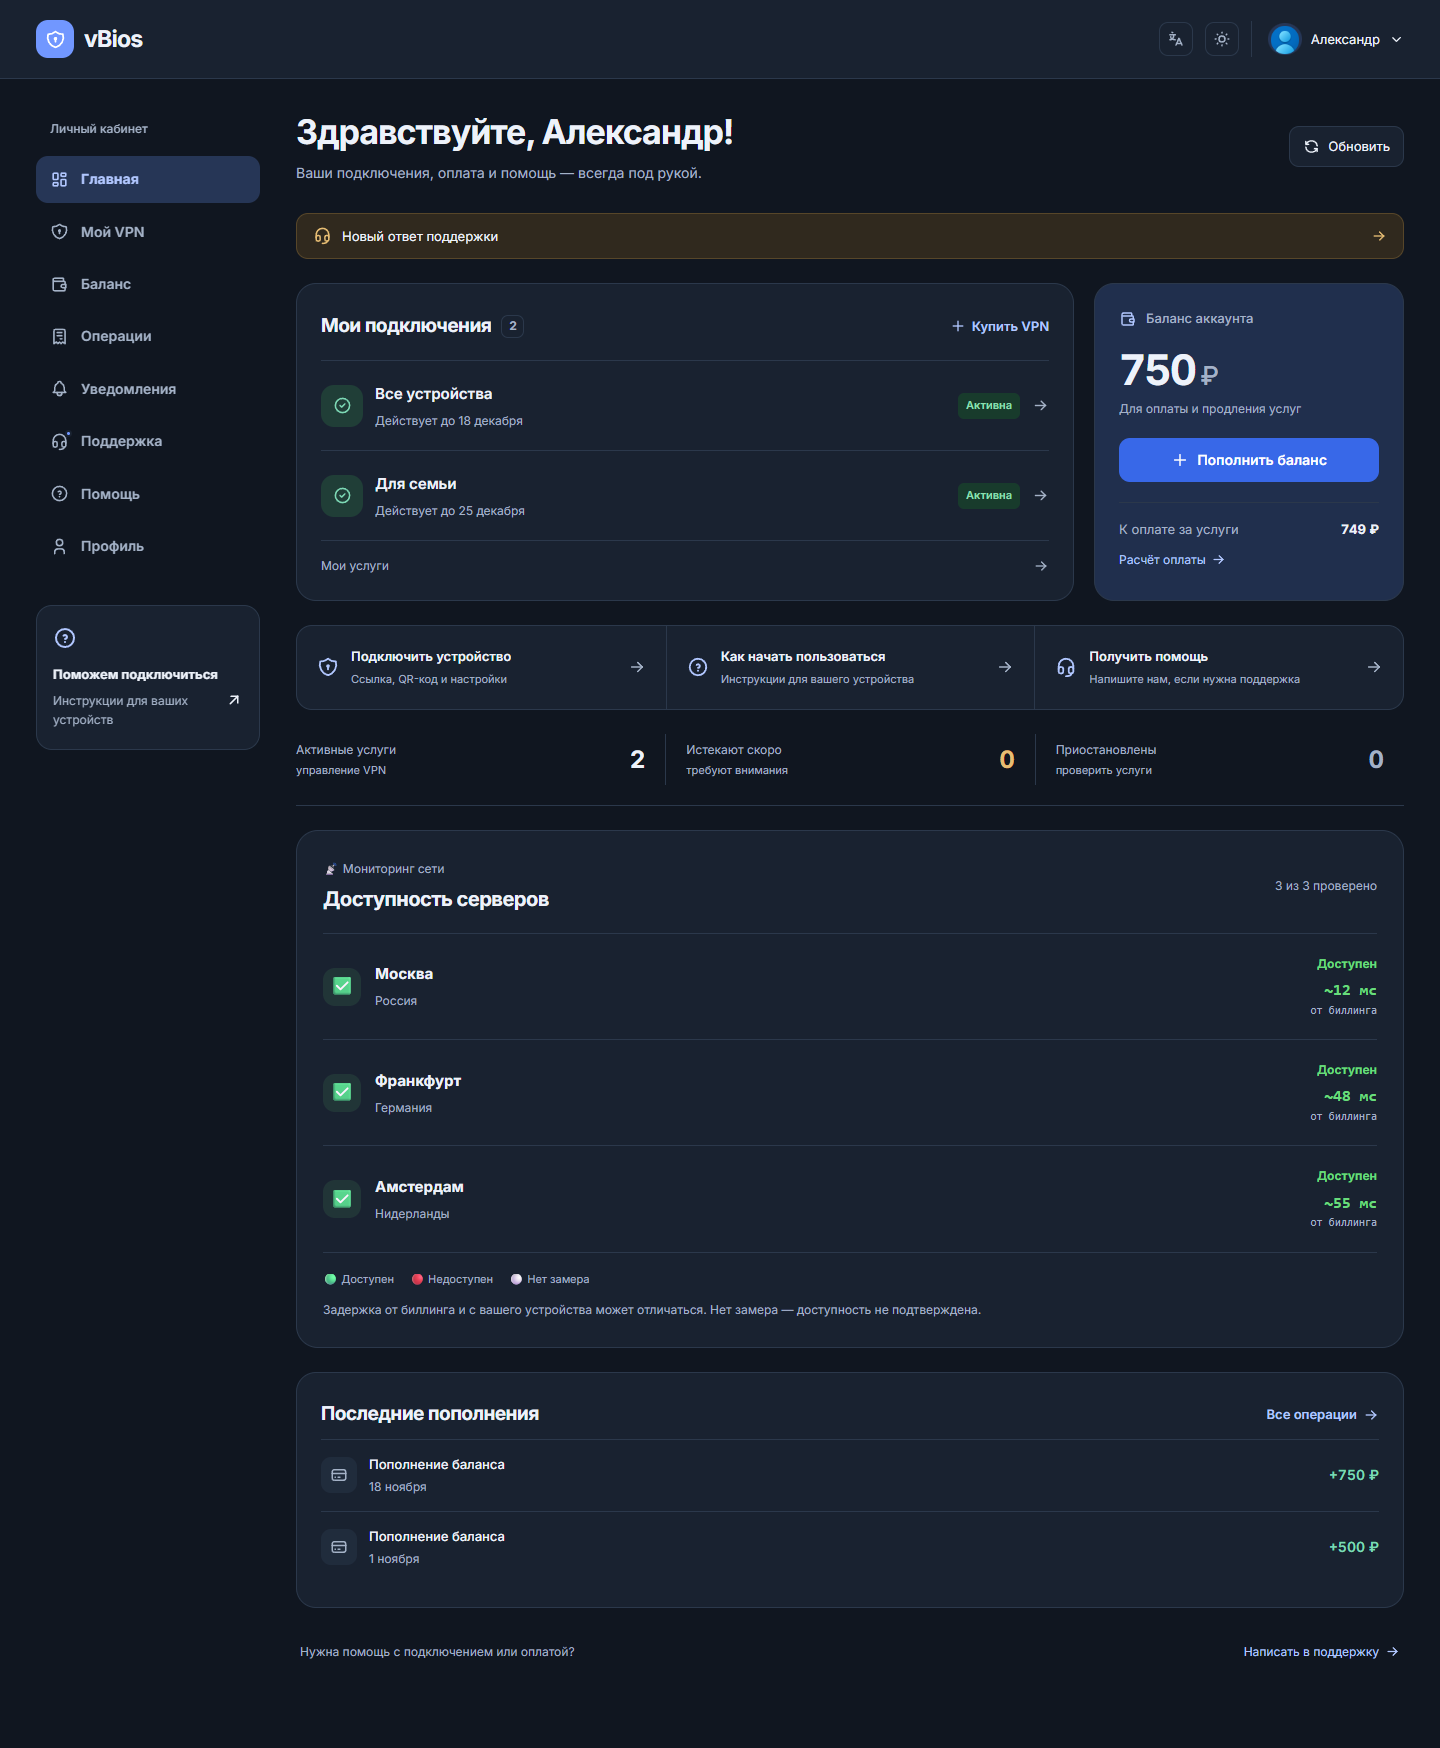 vBios
Александр
Личный кабинет
Главная
Мой VPN
Баланс
Операции
Уведомления
Поддержка
Помощь
Профиль
Поможем подключиться
Инструкции для ваших
устройств
Здравствуйте, Александр!
Ваши подключения, оплата и помощь — всегда под рукой.
Обновить
Новый ответ поддержки
Мои подключения 2
Купить VPN
Все устройства
Действует до 18 декабря
Активна
Для семьи
Действует до 25 декабря
Активна
Мои услуги
Баланс аккаунта
750 ₽
Для оплаты и продления услуг
Пополнить баланс
К оплате за услуги 749 ₽
Расчёт оплаты
Подключить устройство
Ссылка, QR-код и настройки
Как начать пользоваться
Инструкции для вашего устройства
Получить помощь
Напишите нам, если нужна поддержка
Активные услуги
управление VPN
2
Истекают скоро
требуют внимания
0
Приостановлены
проверить услуги
0
Мониторинг сети
Доступность серверов
3 из 3 проверено
Москва
Россия
Доступен
~12 мс
от биллинга
Франкфурт
Германия
Доступен
~48 мс
от биллинга
Амстердам
Нидерланды
Доступен
~55 мс
от биллинга
Доступен Недоступен Нет замера
Задержка от биллинга и с вашего устройства может отличаться. Нет замера — доступность не подтверждена.
Последние пополнения
Все операции
Пополнение баланса
18 ноября
+750 ₽
Пополнение баланса
1 ноября
+500 ₽
Нужна помощь с подключением или оплатой?
Написать в поддержку